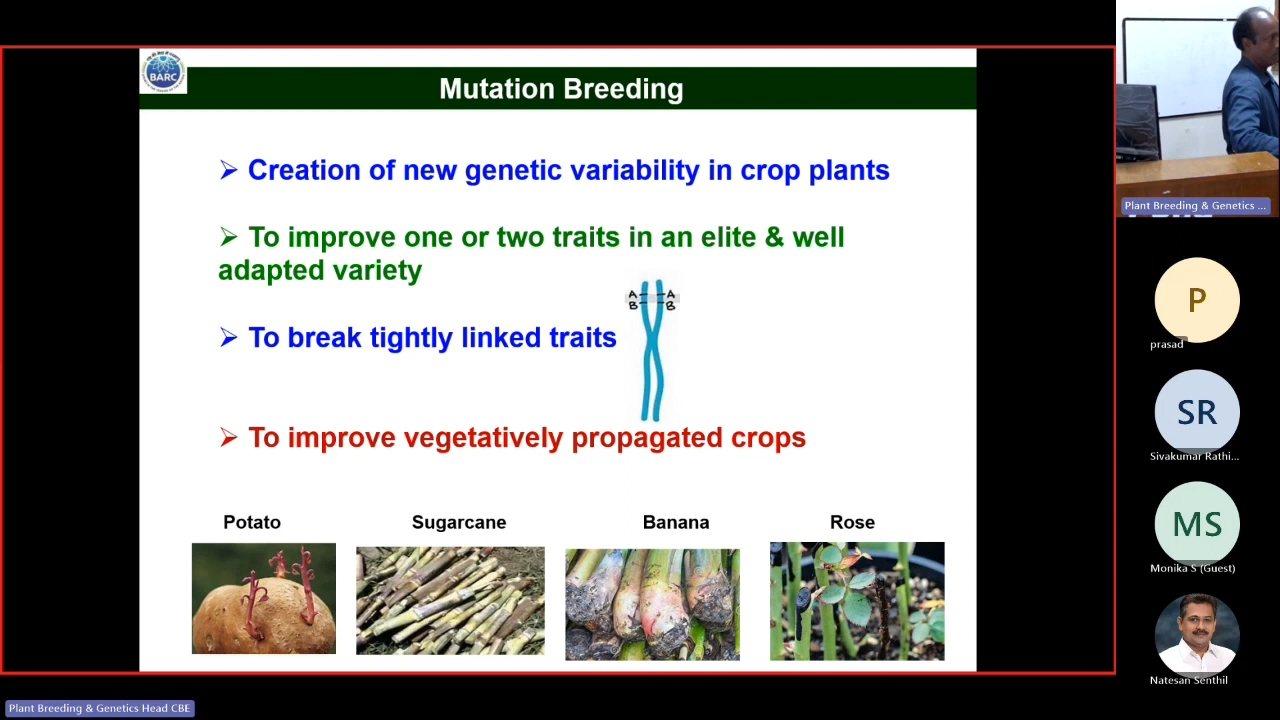 BARC
Mutation Breeding
➢ Creation of new genetic variability in crop plants
➢ To improve one or two traits in an elite & well
adapted variety
A A
B B
➢ To break tightly linked traits
➢ To improve vegetatively propagated crops
Potato
Sugarcane
Banana
Rose
Plant Breeding & Genetics ...
P
prasad
SR
Sivakumar Rathi...
MS
Monika S (Guest)
Natesan Senthil
Plant Breeding & Genetics Head CBE